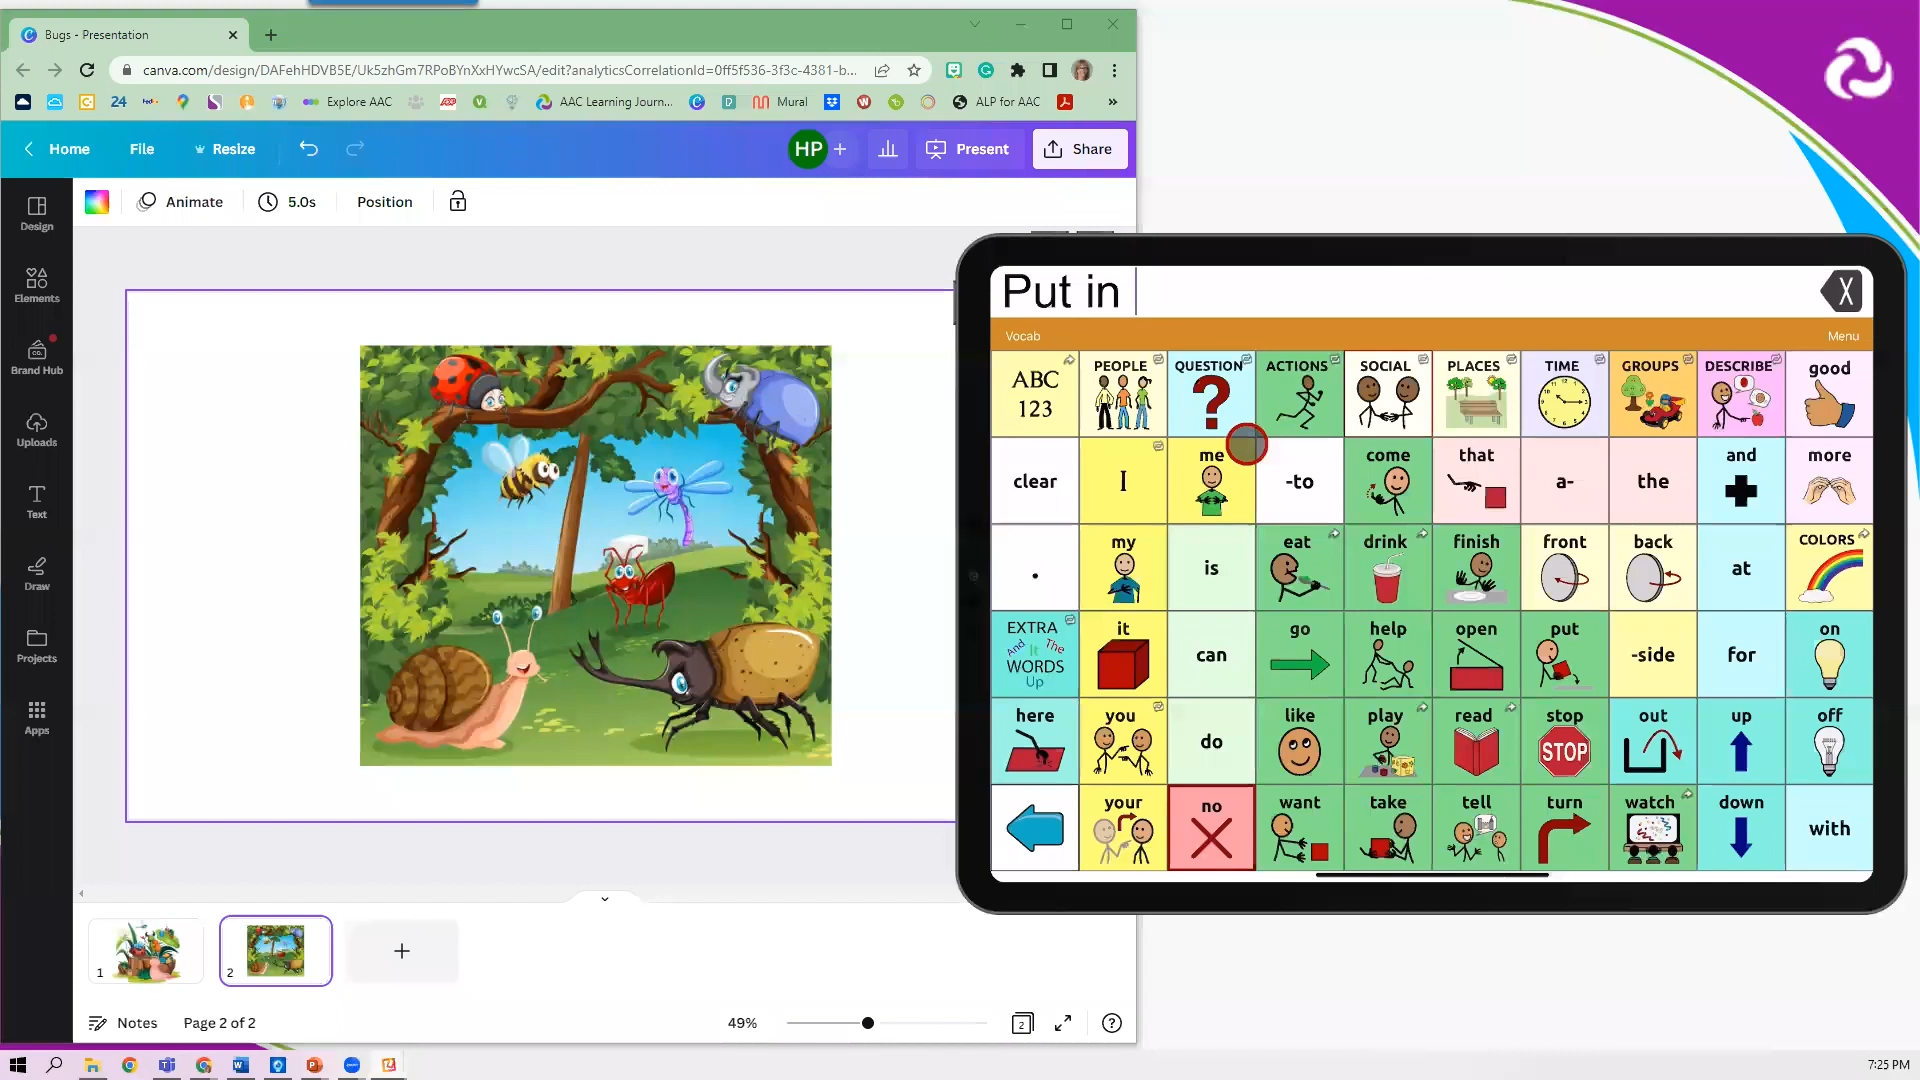 Bugs - Presentation
canva.com/design/DAFehHDVB5E/Uk5zhGm7RPoBYnXxHYwcSA/edit?analyticsCorrelationId=0ff5f536-3f3c-4381-b...
24
Explore AAC
AAC Learning Journ...
Mural
ALP for AAC
»
Home
File
Resize
HP
Present
Share
Design
Elements
Brand Hub
Uploads
Text
Draw
Projects
Apps
Animate
5.0s
Position
1
2
Notes
Page 2 of 2
49%
2
Put in
X
Vocab
Menu
ABC 123
PEOPLE
QUESTION
ACTIONS
SOCIAL
PLACES
TIME
GROUPS
DESCRIBE
good
clear
I
me
-to
come
that
a-
the
and
more
.
my
is
eat
drink
finish
front
back
at
COLORS
EXTRA And It The WORDS Up
it
can
go
help
open
put
-side
for
on
here
you
do
like
play
read
stop
STOP
out
up
off
your
no
want
take
tell
turn
watch
down
with
7:25 PM